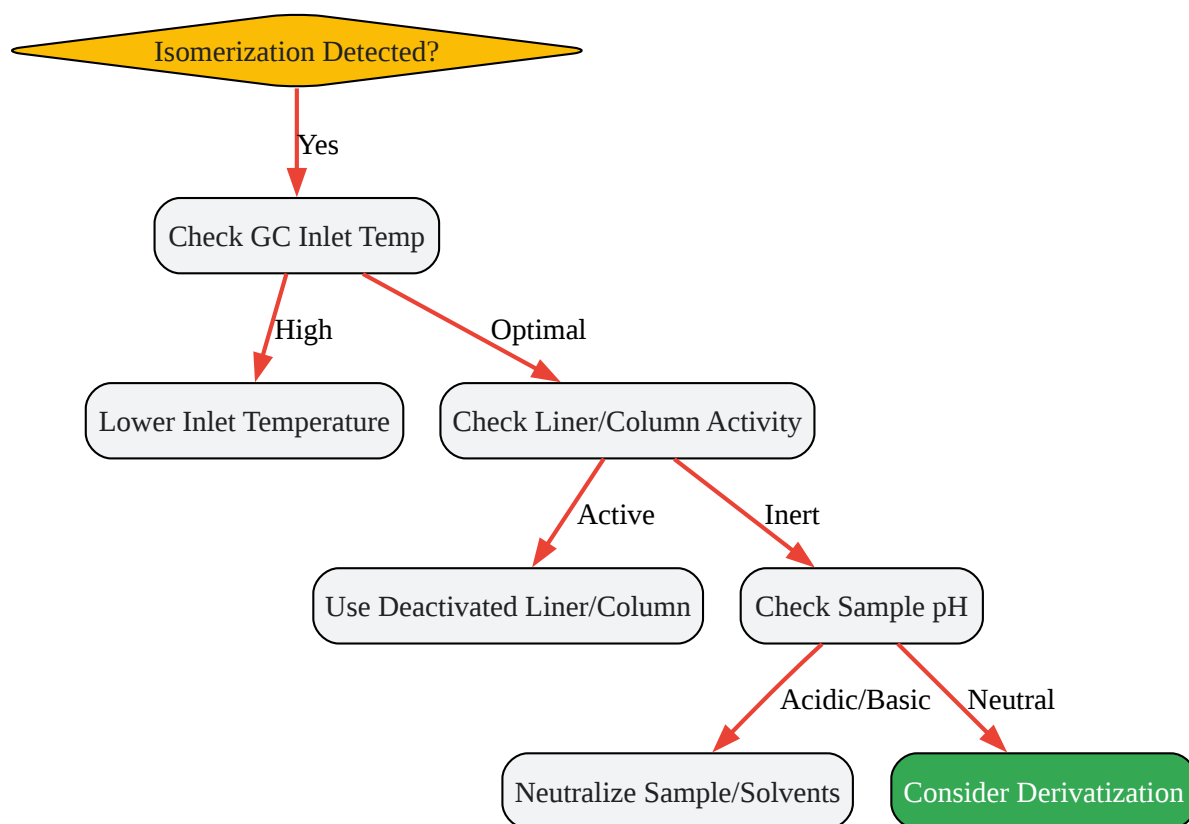 Isomerization Detected?
Yes
Check GC Inlet Temp
High
Optimal
Lower Inlet Temperature
Check Liner/Column Activity
Active
Inert
Use Deactivated Liner/Column
Check Sample pH
Acidic/Basic
Neutral
Neutralize Sample/Solvents
Consider Derivatization